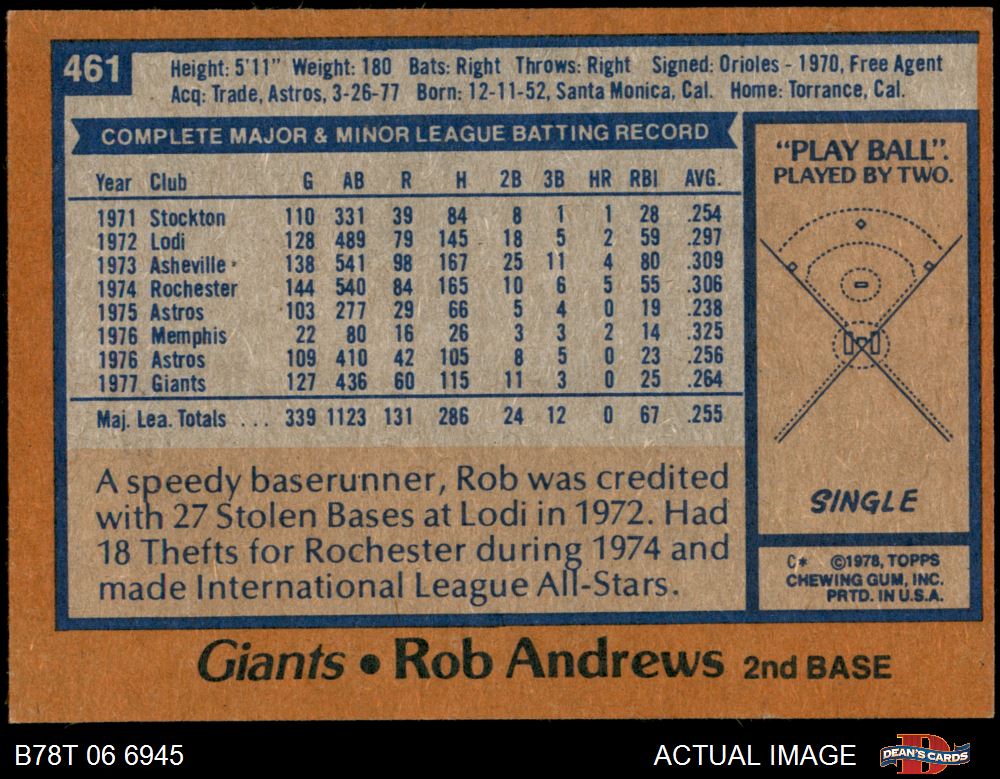 461
Height: 5'11" Weight: 180 Bats: Right Throws: Right Signed: Orioles - 1970, Free Agent
Acq: Trade, Astros, 3-26-77 Born: 12-11-52, Santa Monica, Cal. Home: Torrance, Cal.
COMPLETE MAJOR & MINOR LEAGUE BATTING RECORD
Year Club G AB R H 2B 3B HR RBI AVG.
1971 Stockton 110 331 39 84 8 1 1 28 .254
1972 Lodi 128 489 79 145 18 5 2 59 .297
1973 Asheville 138 541 98 167 25 11 4 80 .309
1974 Rochester 144 540 84 165 10 6 5 55 .306
1975 Astros 103 277 29 66 5 4 0 19 .238
1976 Memphis 22 80 16 26 3 3 2 14 .325
1976 Astros 109 410 42 105 8 5 0 23 .256
1977 Giants 127 436 60 115 11 3 0 25 .264
Maj. Lea. Totals ... 339 1123 131 286 24 12 0 67 .255
A speedy baserunner, Rob was credited
with 27 Stolen Bases at Lodi in 1972. Had
18 Thefts for Rochester during 1974 and
made International League All-Stars.
"PLAY BALL".
PLAYED BY TWO.
SINGLE
C* ©1978, TOPPS
CHEWING GUM, INC.
PRTD. IN U.S.A.
Giants • Rob Andrews 2nd BASE
B78T 06 6945 ACTUAL IMAGE DEAN'S CARDS